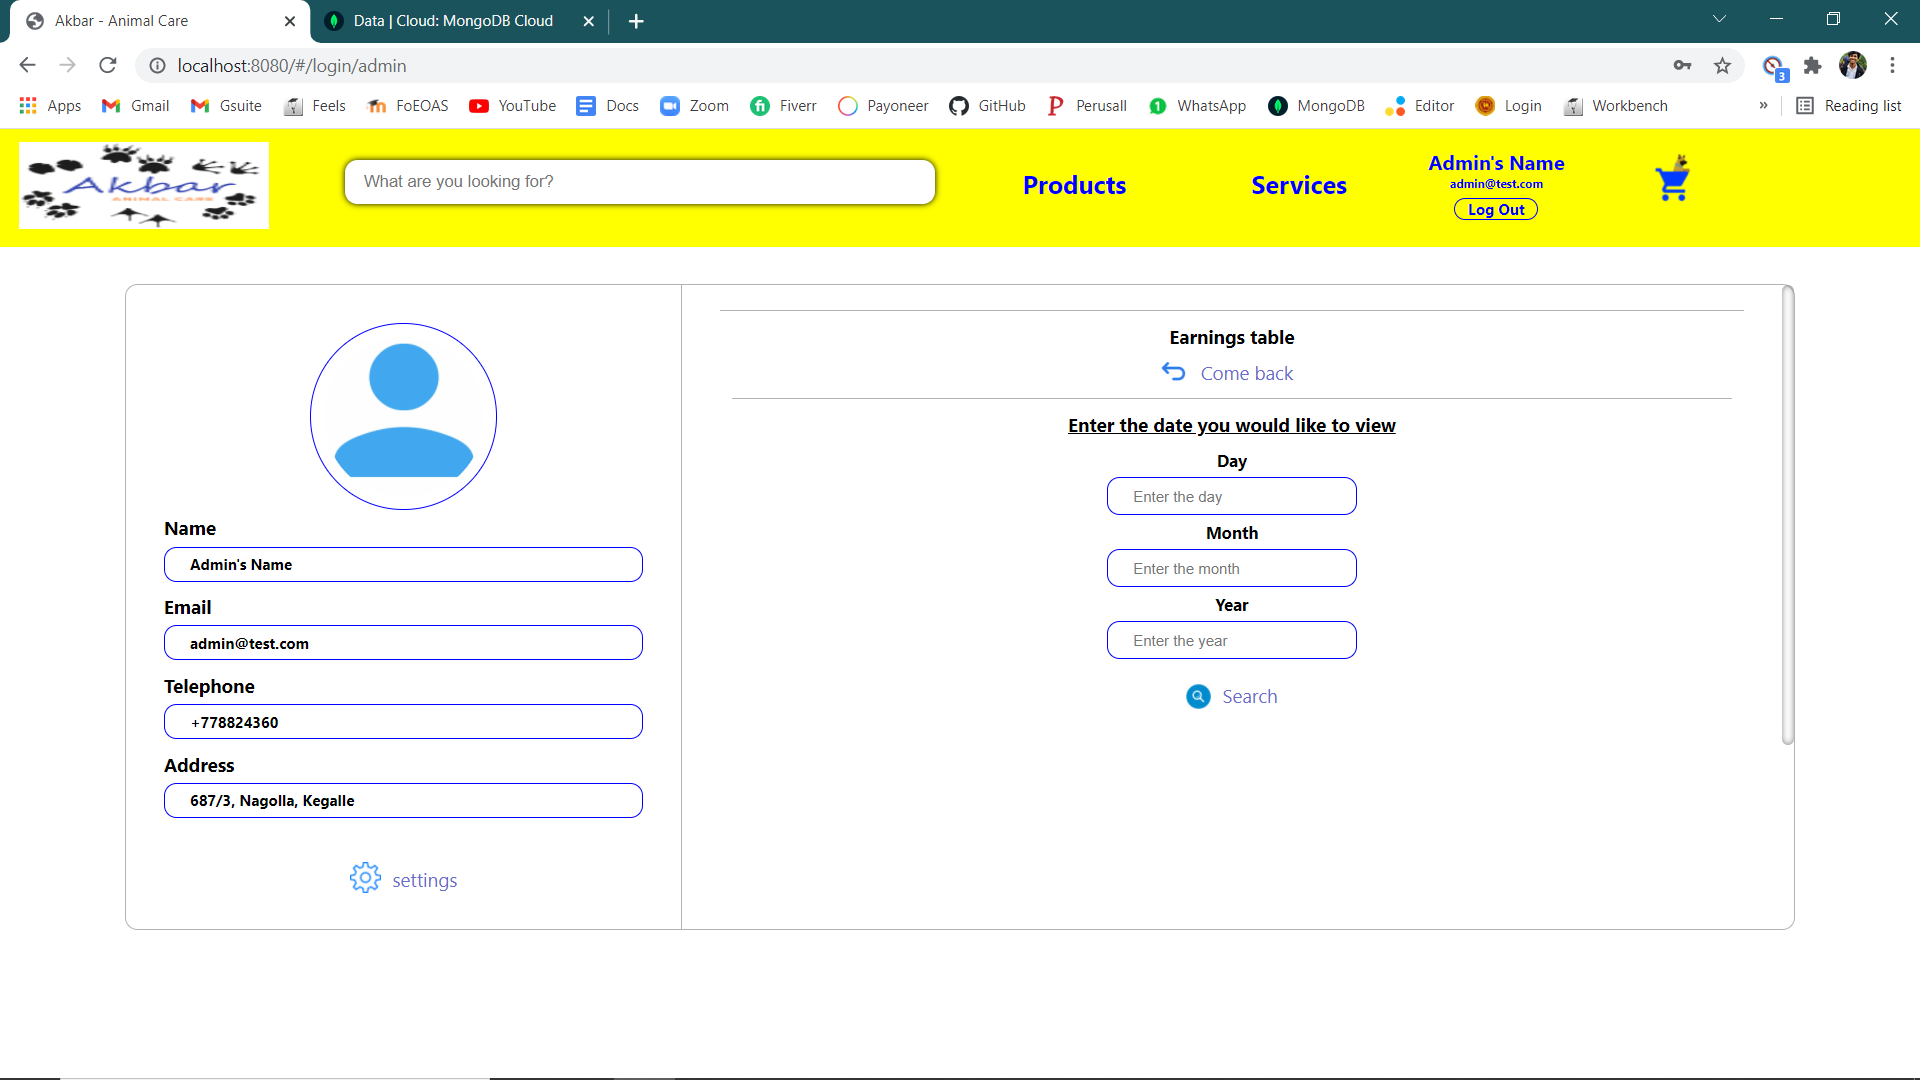 Akbar - Animal Care
Data | Cloud: MongoDB Cloud
localhost:8080/#/login/admin
3
Apps
Gmail
Gsuite
Feels
FoEOAS
YouTube
Docs
Zoom
Fiverr
Payoneer
GitHub
Perusall
WhatsApp
MongoDB
Editor
Login
Workbench
»
Reading list
Akbar
ANIMAL CARE
What are you looking for?
Products
Services
Admin's Name
admin@test.com
Log Out
Name
Admin's Name
Email
admin@test.com
Telephone
+778824360
Address
687/3, Nagolla, Kegalle
settings
Earnings table
Come back
Enter the date you would like to view
Day
Enter the day
Month
Enter the month
Year
Enter the year
Search